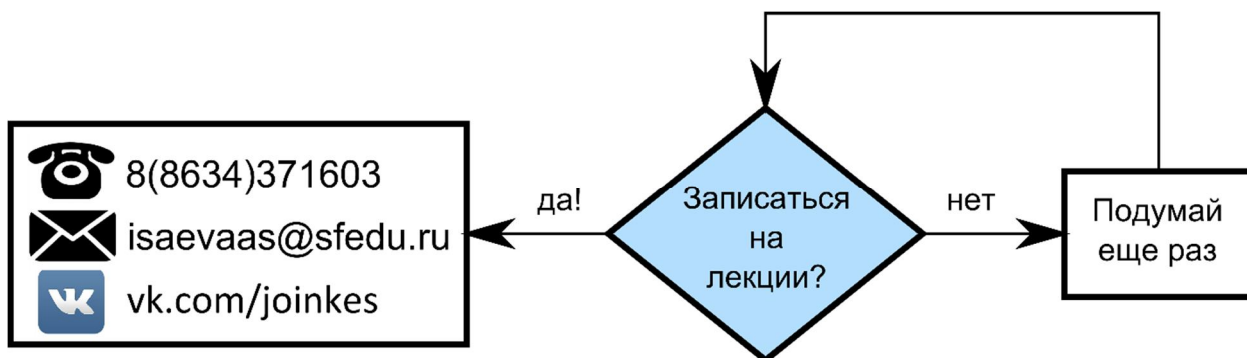 8(8634)371603
isaevaas@sfedu.ru
vk.com/joinkes
да!
Записаться
на
лекции?
нет
Подумай
еще раз